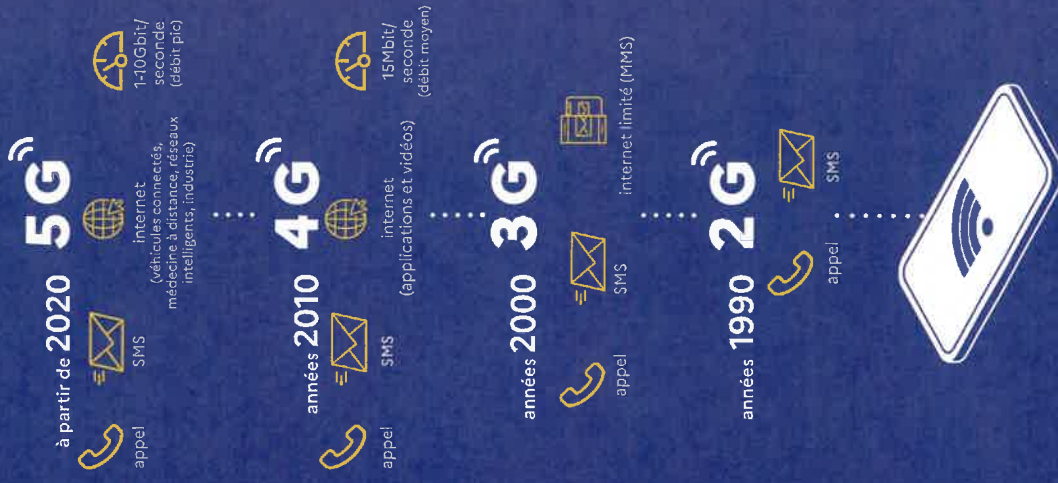 à partir de 2020 5G
appel
SMS
internet
(véhicules connectés,
médecine à distance, réseaux
intelligents, industrie)
1-10Gbit/
seconde
(débit pic)
années 2010 4G
appel
SMS
internet
(applications et vidéos)
15Mbit/
seconde
(débit moyen)
années 2000 3G
appel
SMS
internet limité (MMS)
années 1990 2G
appel
SMS